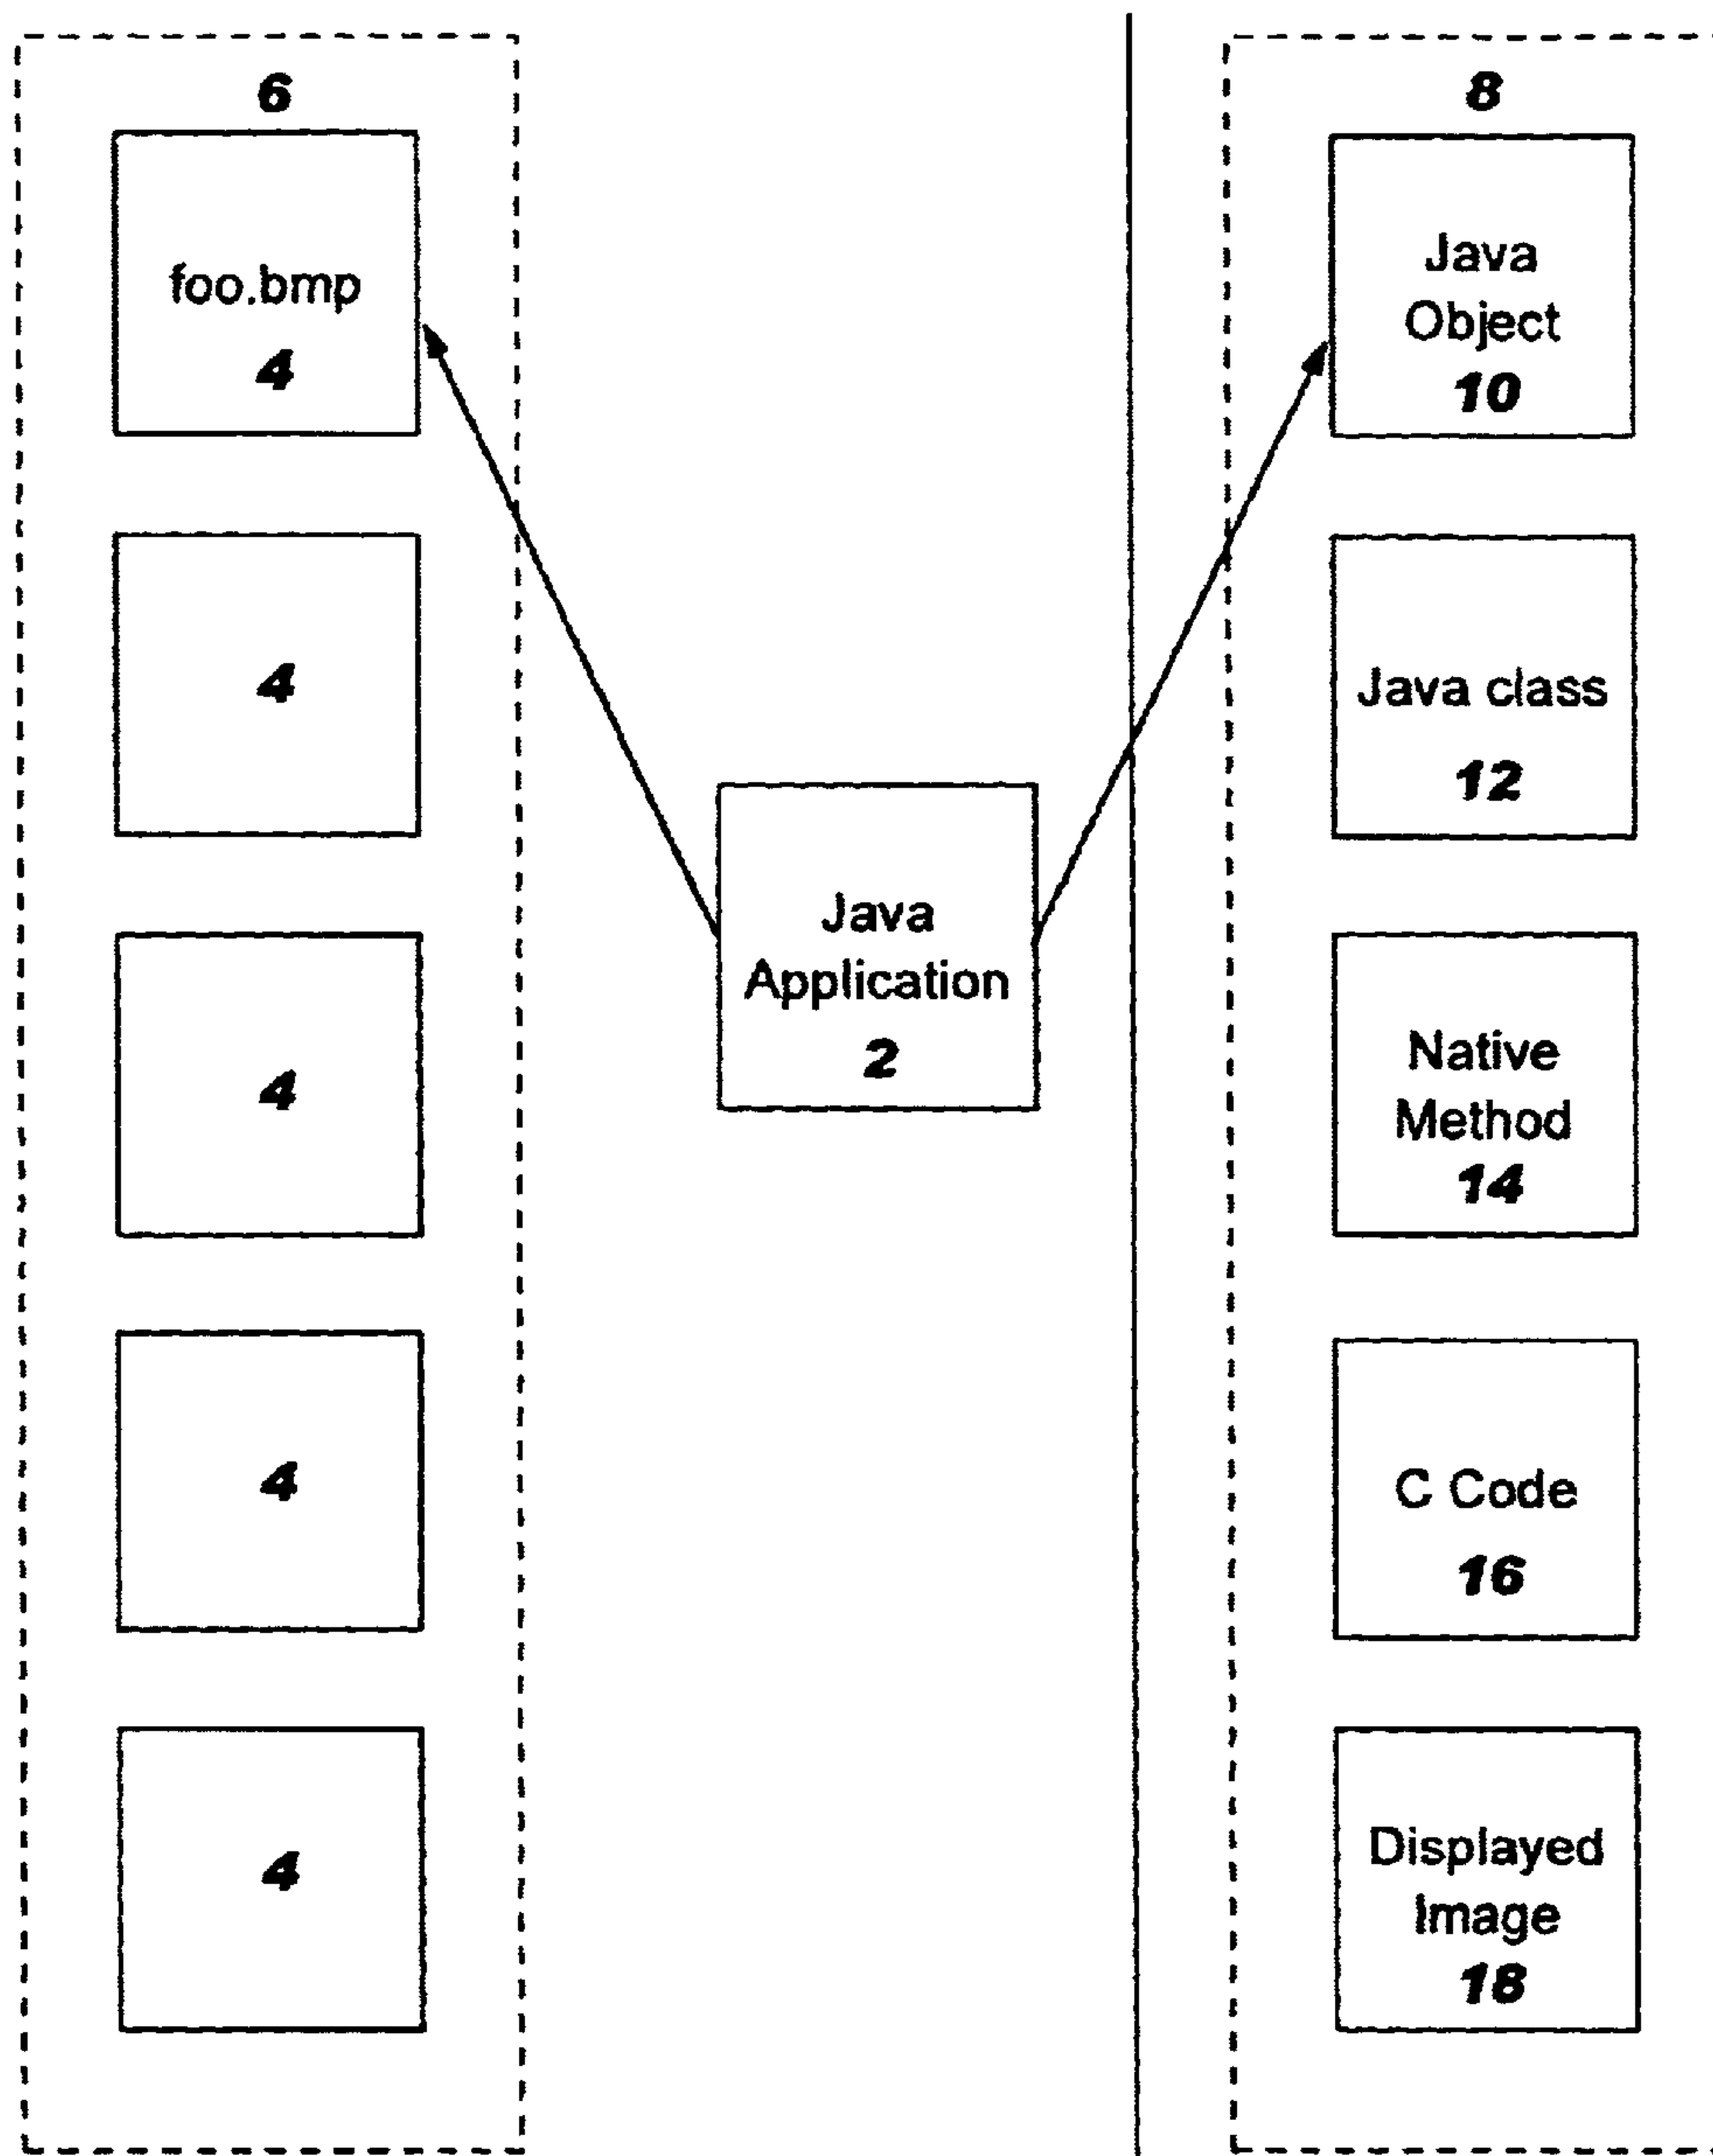 6
foo.bmp
4
4
4
4
4
Java
Application
2
8
Java
Object
10
Java class
12
Native
Method
14
C Code
16
Displayed
Image
18